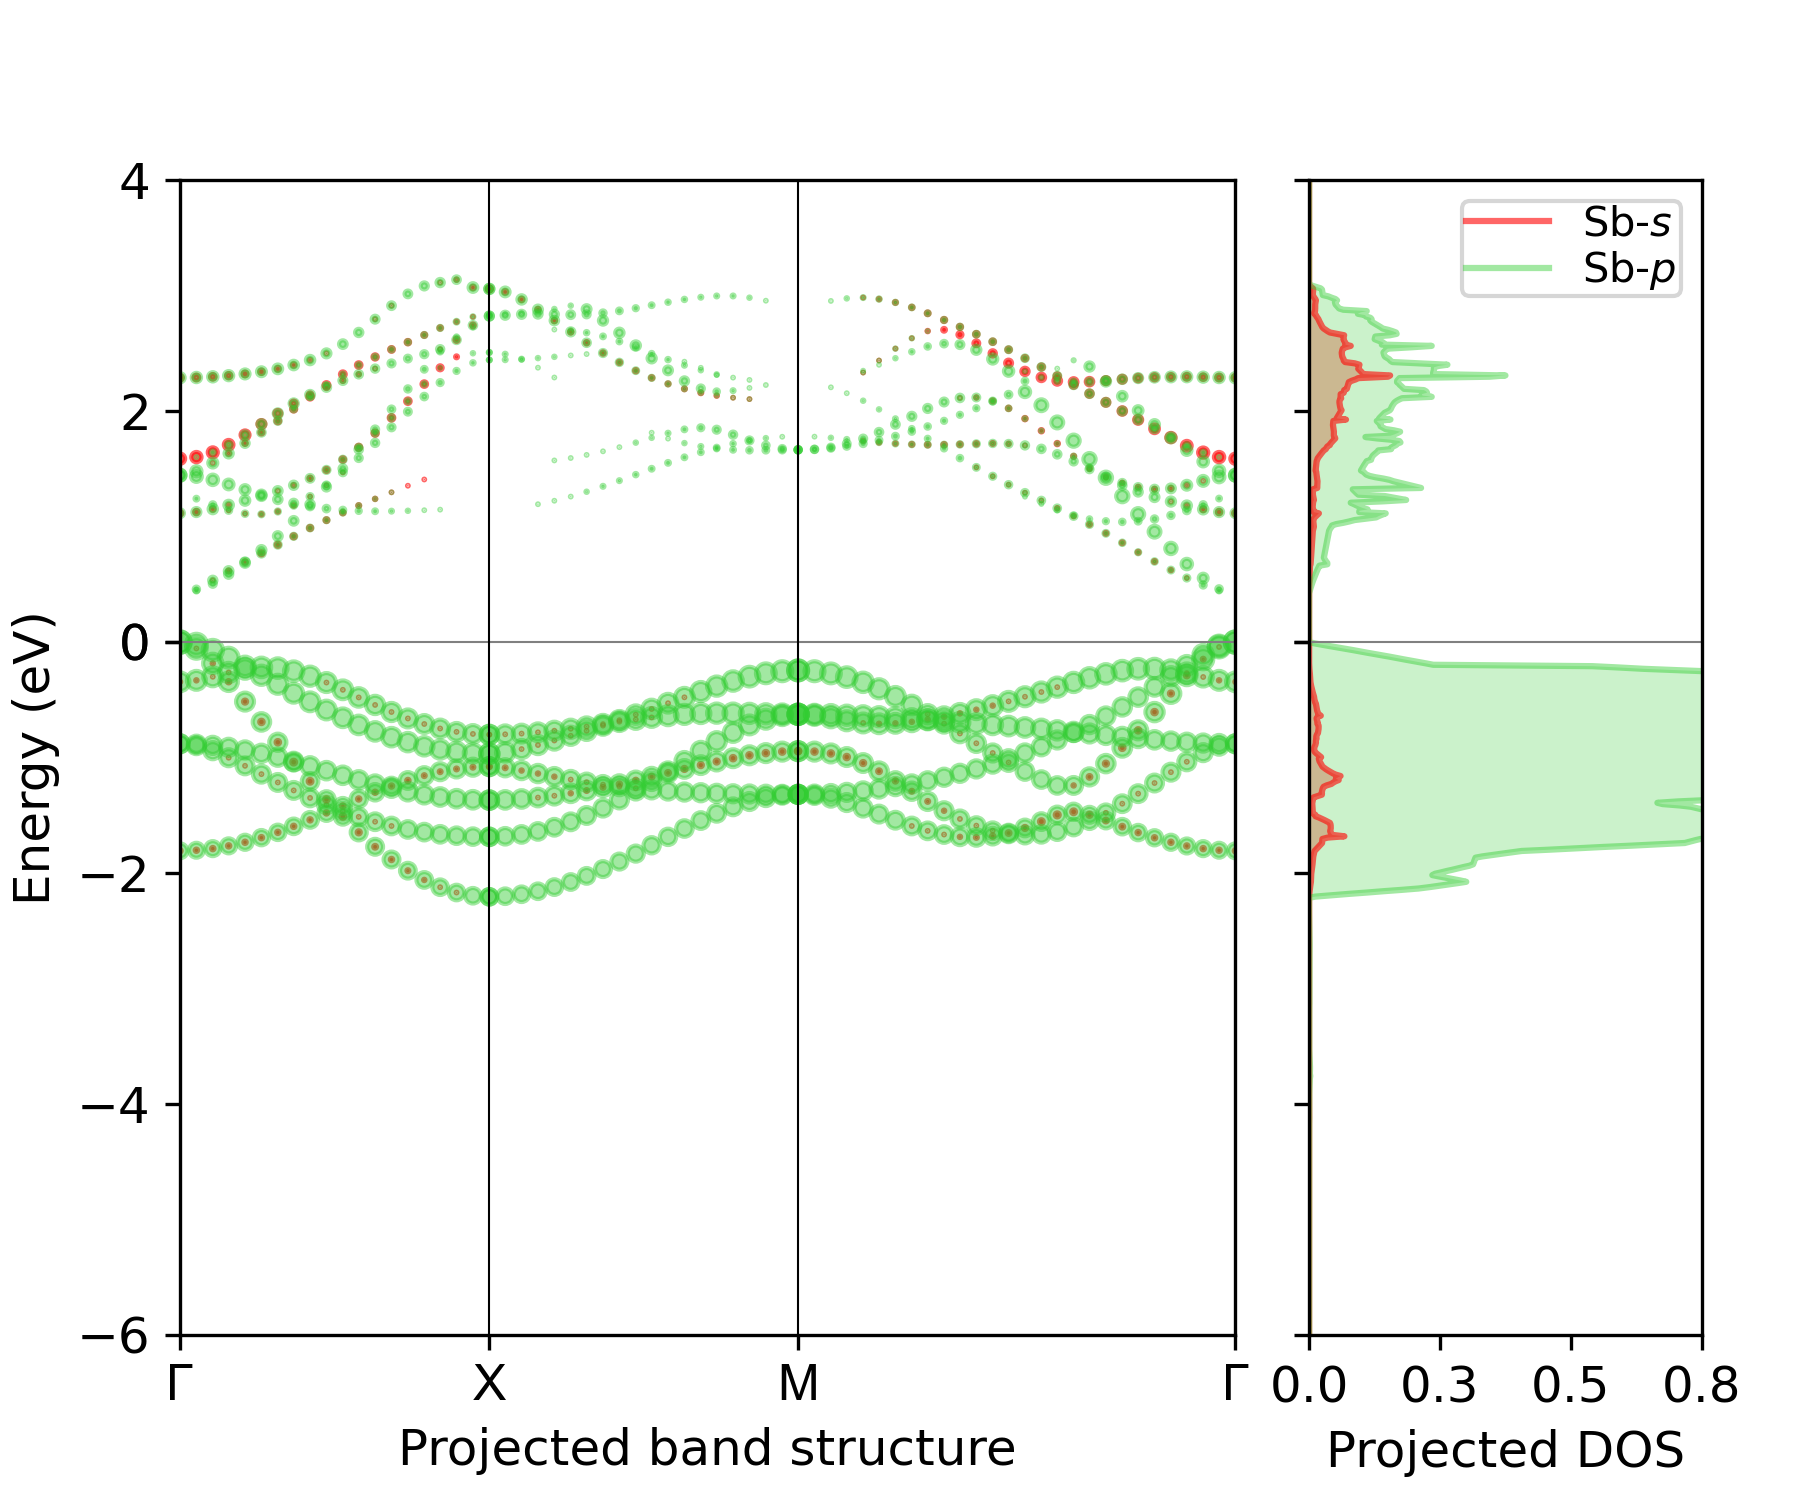 4
2
0
−2
−4
−6
Energy (eV)
Γ
X
M
Γ
Projected band structure
Sb-s
Sb-p
0.0
0.3
0.5
0.8
Projected DOS